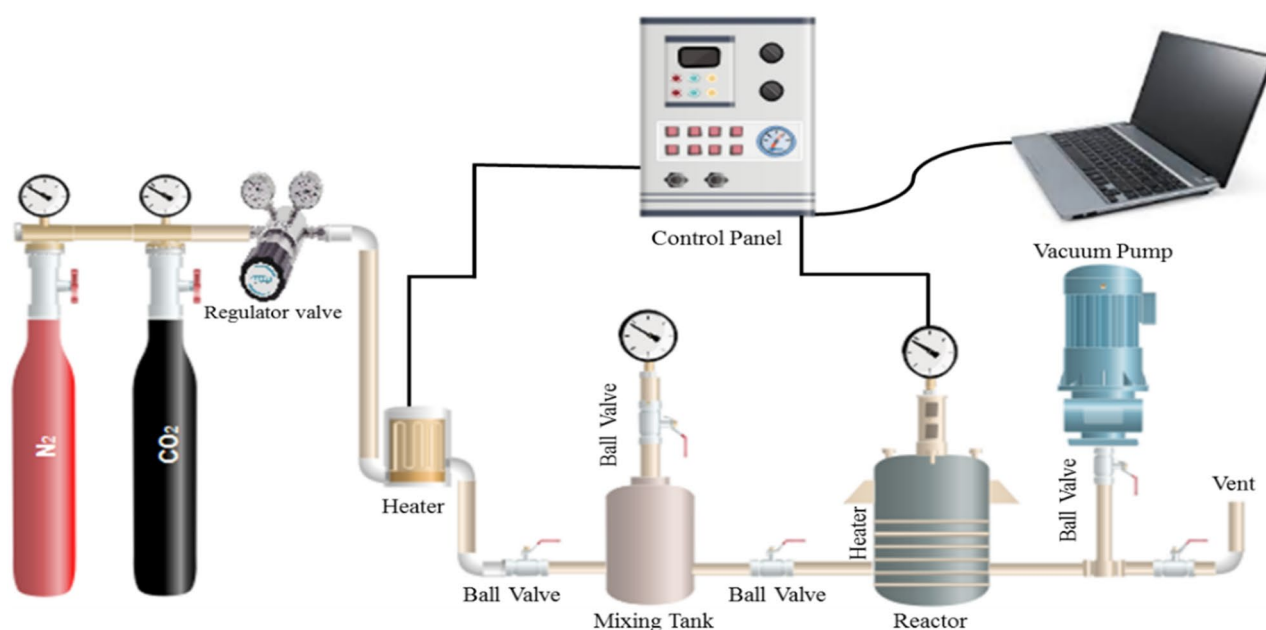 Control Panel
Vacuum Pump
Regulator valve
N2
CO2
Ball Valve
Heater
Heater
Ball Valve
Vent
Ball Valve
Mixing Tank
Ball Valve
Reactor